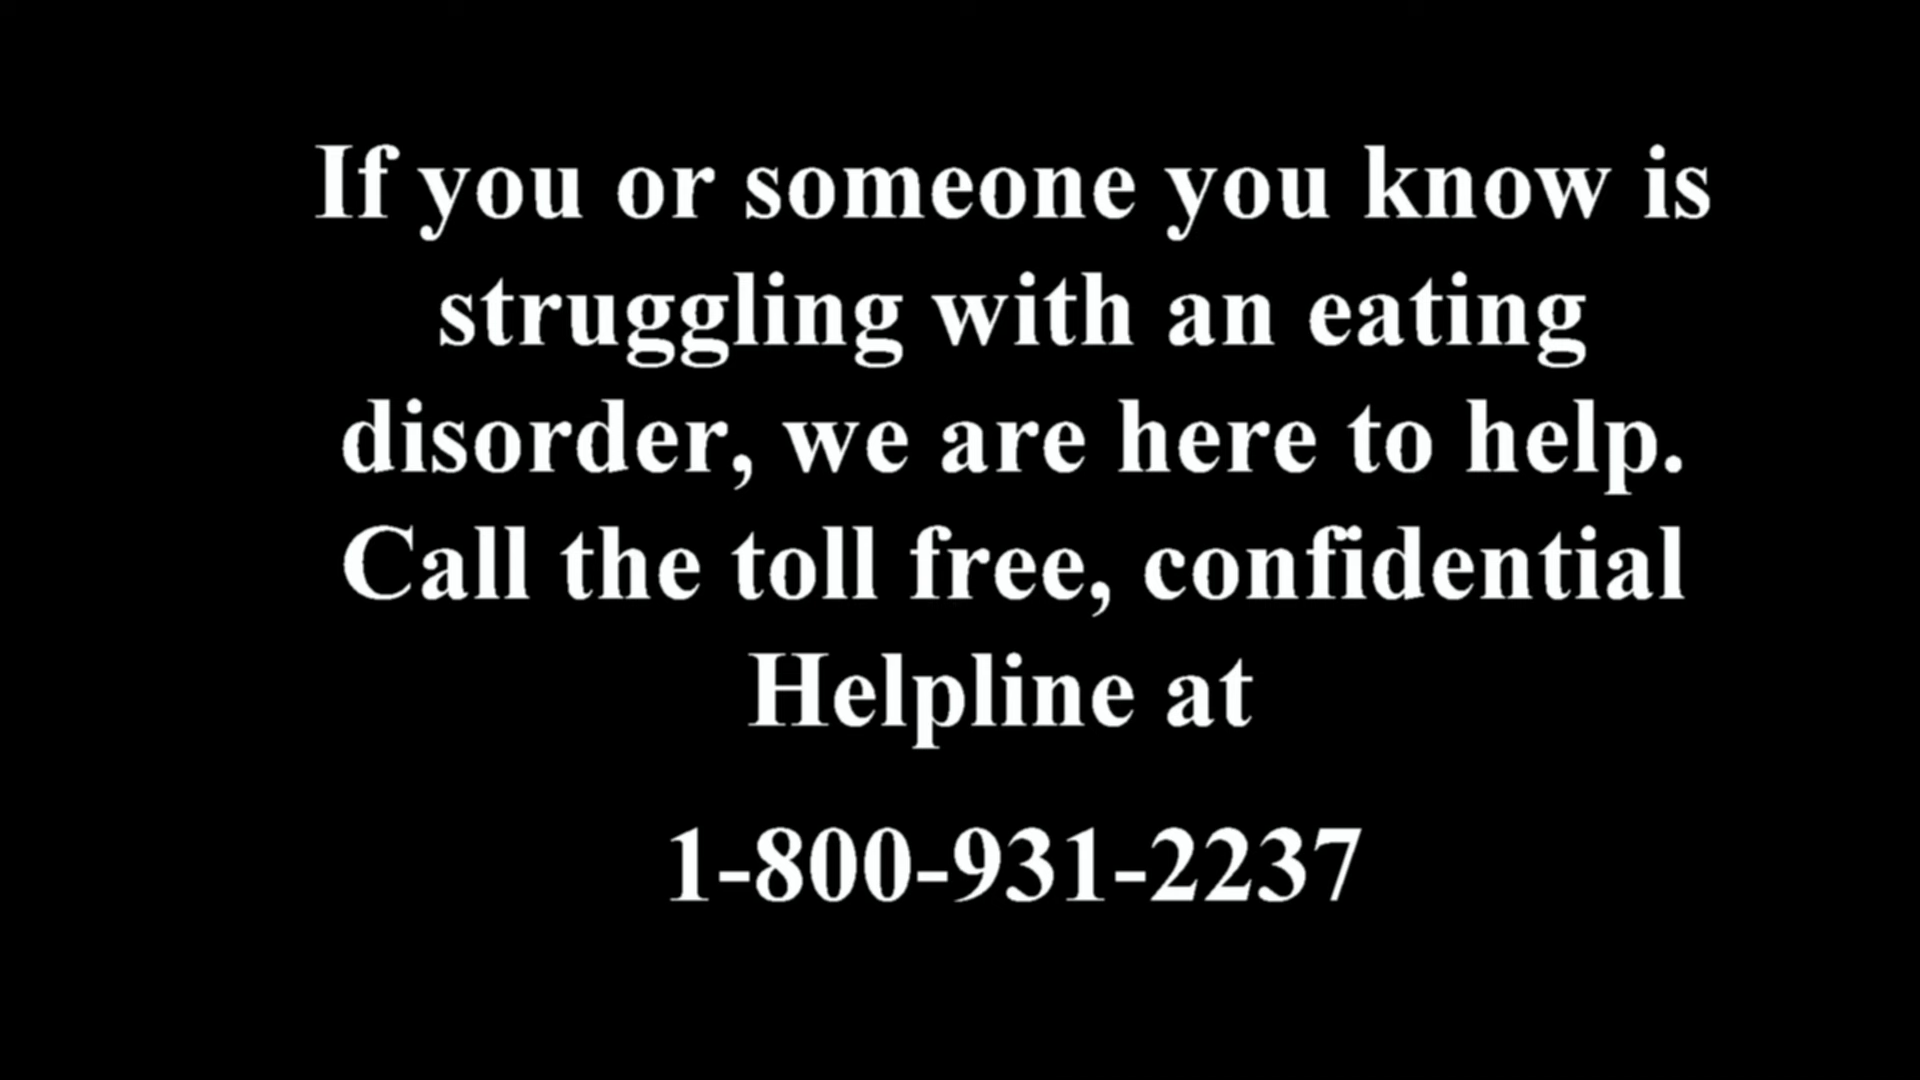 If you or someone you know is
struggling with an eating
disorder, we are here to help.
Call the toll free, confidential
Helpline at
1-800-931-2237